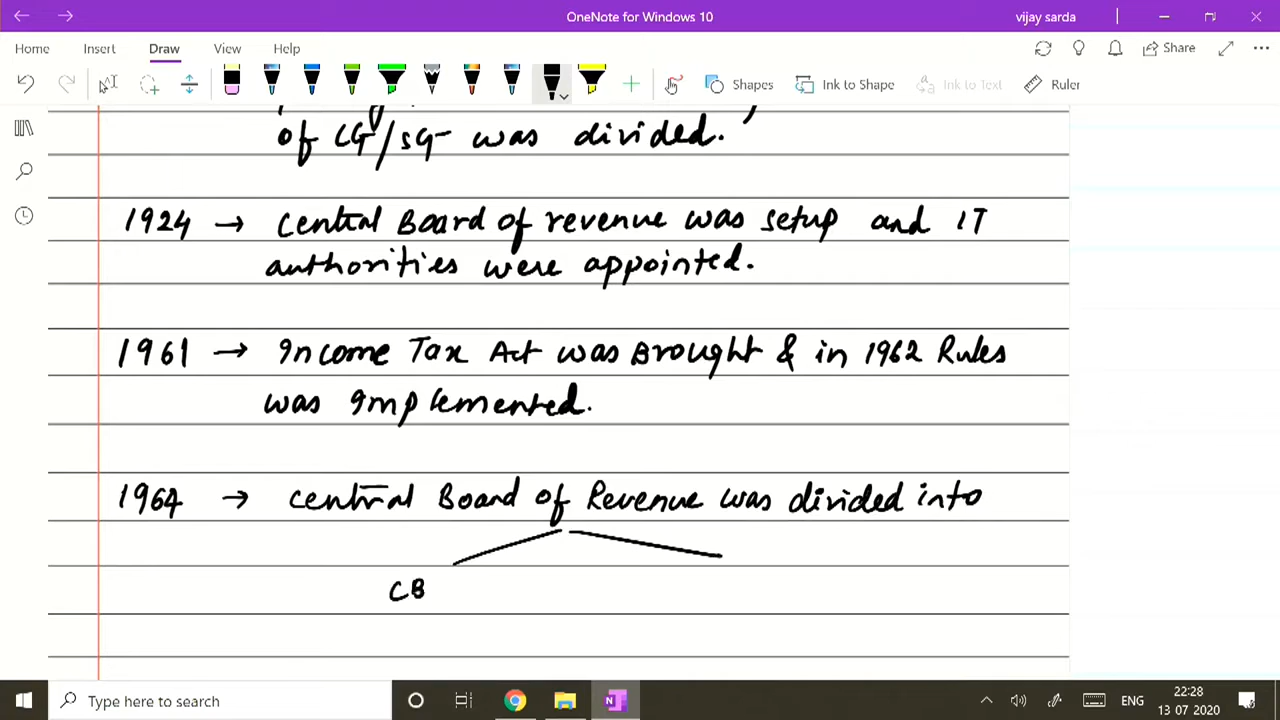 OneNote for Windows 10
vijay sarda
Home Insert Draw View Help
Share
Shapes Ink to Shape Ink to Text Ruler
of CG/SG was divided.
1924 → Central Board of revenue was setup and IT
authorities were appointed.
1961 → Income Tax Act was Brought & in 1962 Rules
was Implemented.
1964 → Central Board of Revenue was divided into
CB
Type here to search
ENG
22:28
13-07-2020